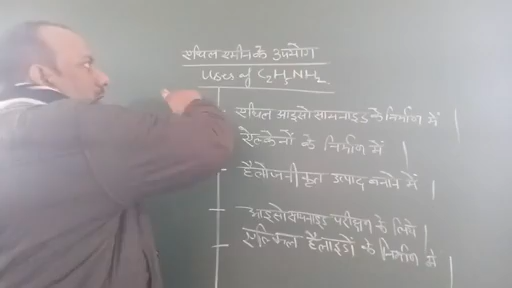 एथिल एमीन के उपयोग
Uses of C₂H₅NH₂
एथिल आइसो सायनाइड के निर्माण में |
ऐल्केनों के निर्माण में |
हैलोजनीकृत उत्पाद बनाने में |
आइसोसायनाइड परीक्षण के लिये |
एल्किल हैलाइडों के निर्माण में |